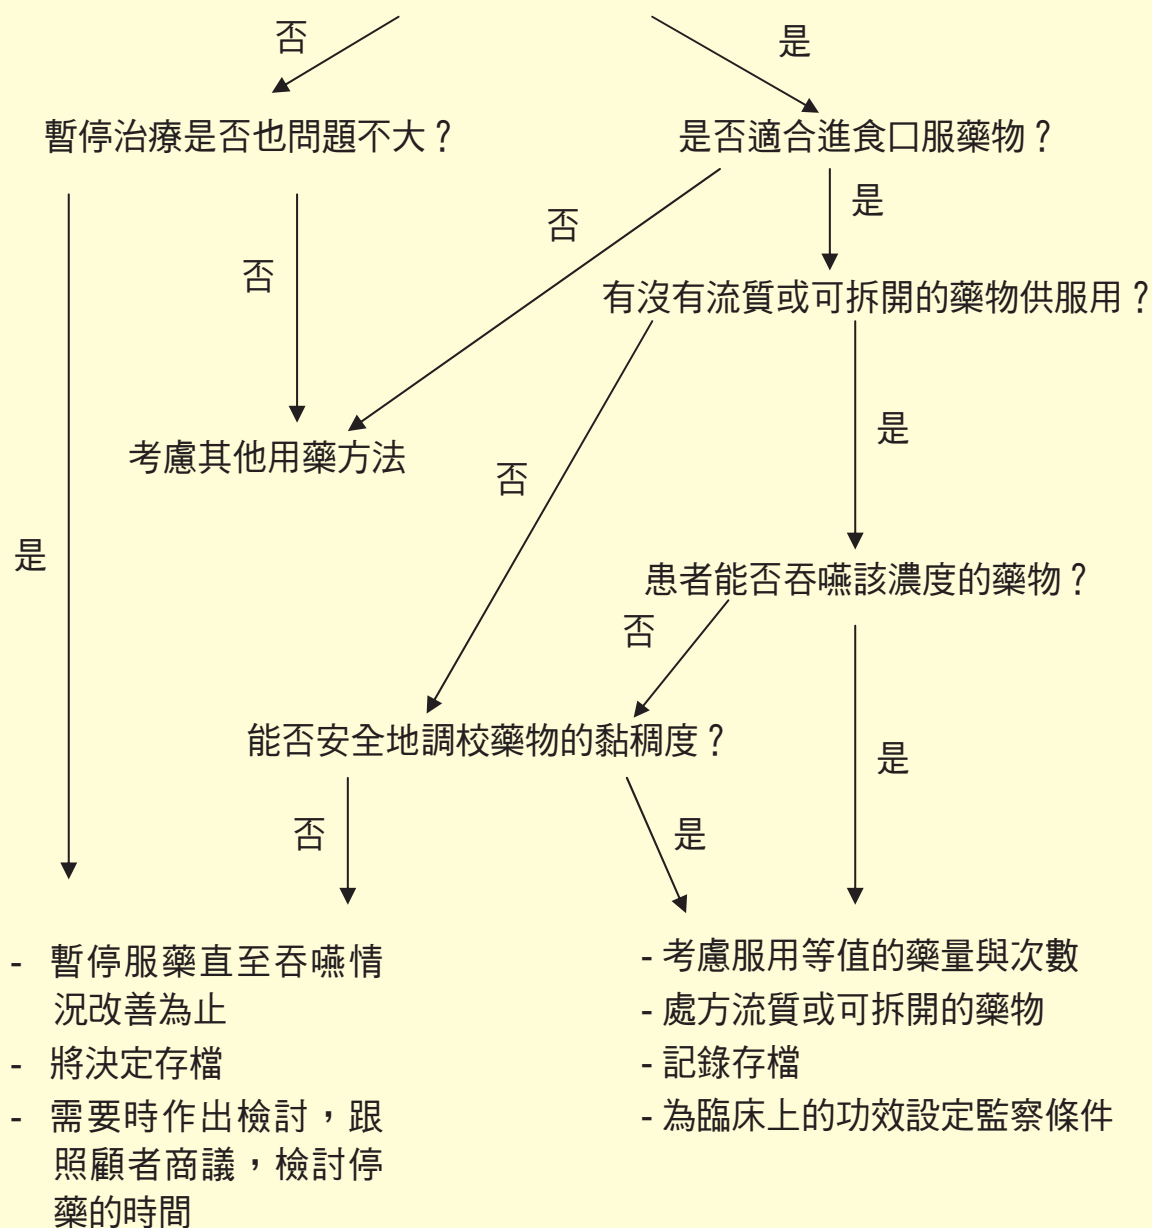 否
是
暫停治療是否也問題不大？
是否適合進食口服藥物？
否
是
否
有沒有流質或可拆開的藥物供服用？
是
考慮其他用藥方法
否
是
患者能否吞嚥該濃度的藥物？
否
能否安全地調校藥物的黏稠度？
是
否
是
- 暫停服藥直至吞嚥情
況改善為止
- 將決定存檔
- 需要時作出檢討，跟
照顧者商議，檢討停
藥的時間
- 考慮服用等值的藥量與次數
- 處方流質或可拆開的藥物
- 記錄存檔
- 為臨床上的功效設定監察條件